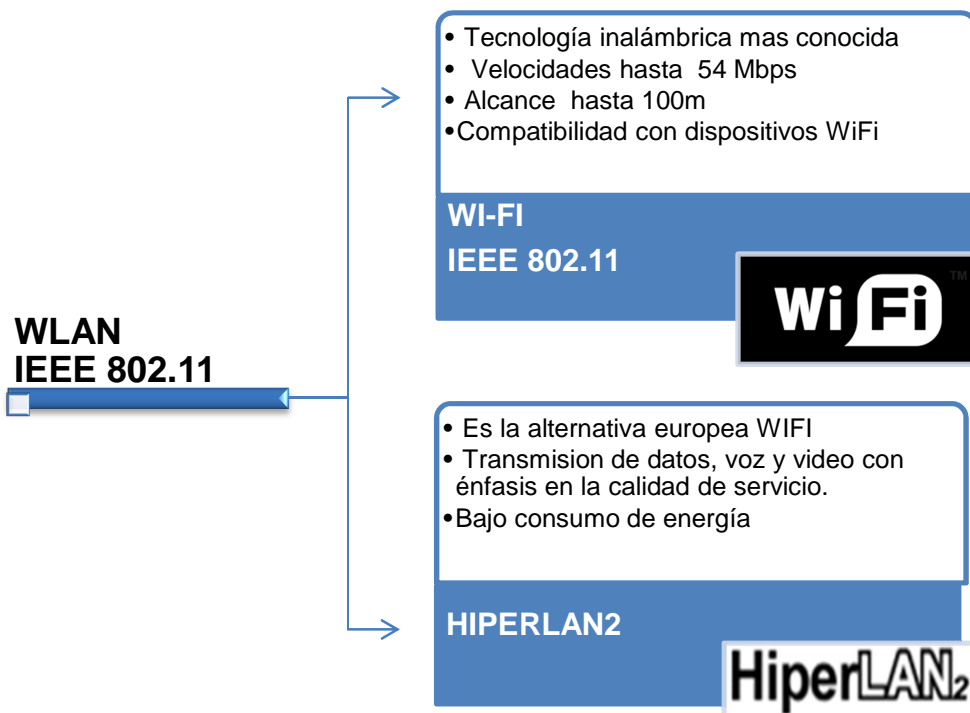 • Tecnología inalámbrica mas conocida
• Velocidades hasta 54 Mbps
• Alcance hasta 100m
•Compatibilidad con dispositivos WiFi
WI-FI
IEEE 802.11
Wi Fi TM
WLAN
IEEE 802.11
• Es la alternativa europea WIFI
• Transmision de datos, voz y video con
énfasis en la calidad de servicio.
•Bajo consumo de energía
HIPERLAN2
HiperLAN2